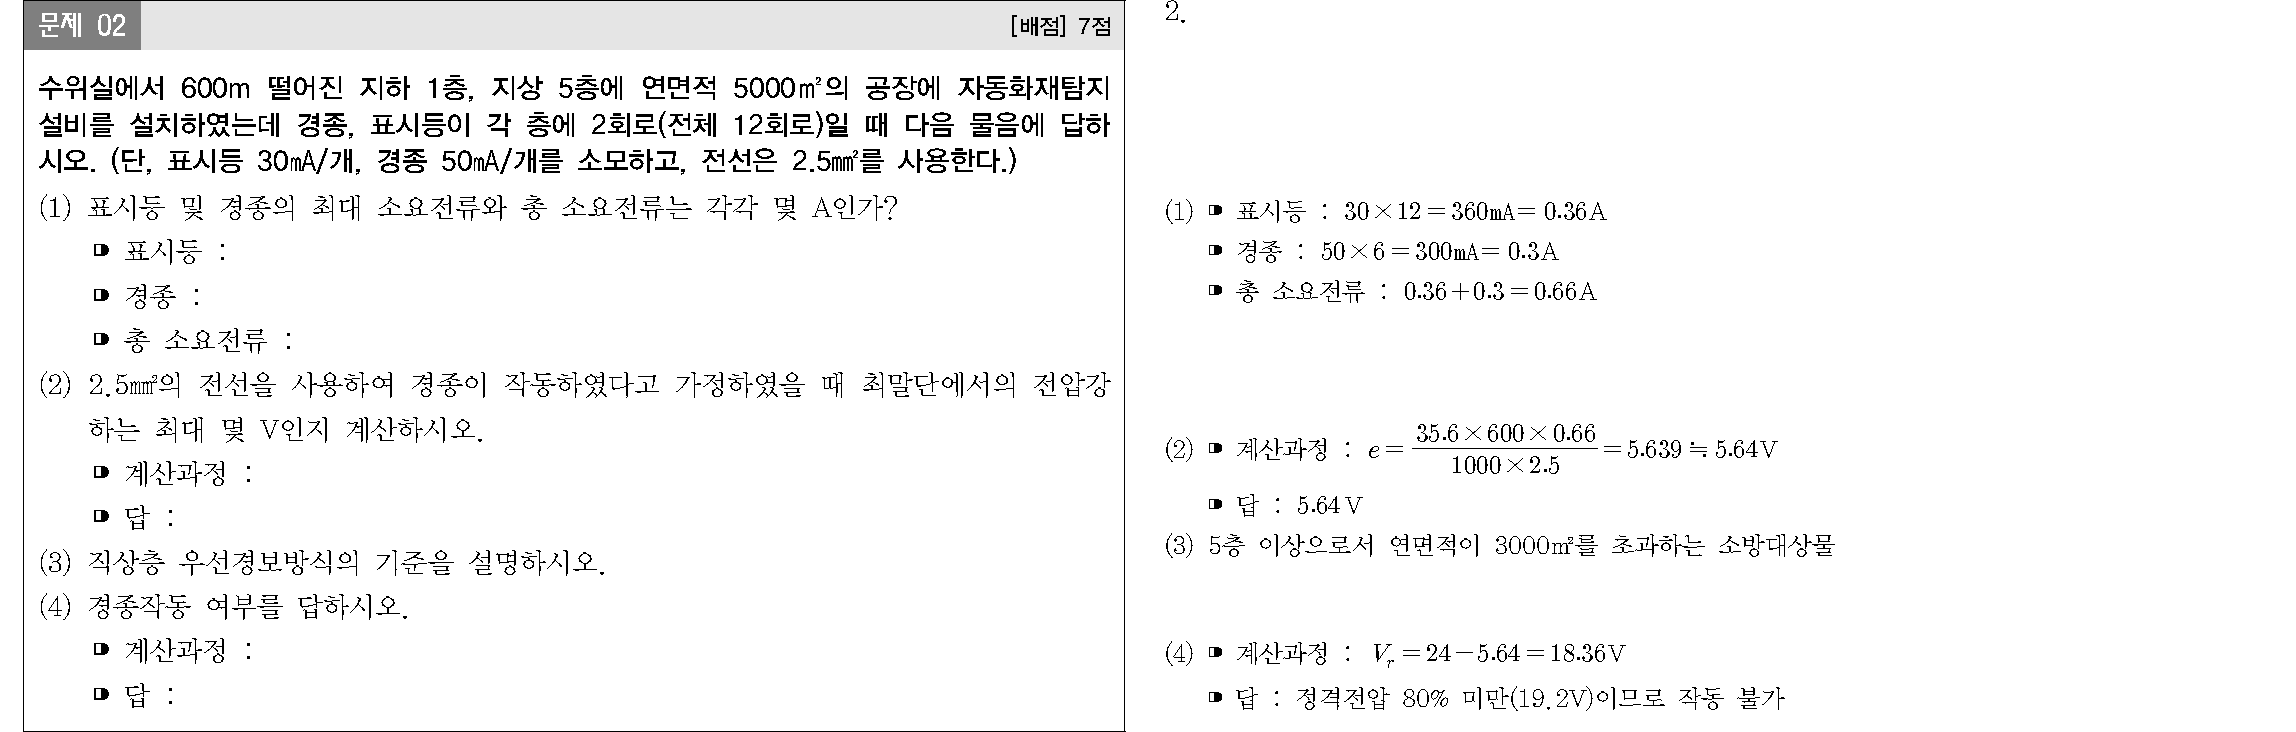 문제 02
[배점] 7점
수위실에서 600m 떨어진 지하 1층, 지상 5층에 연면적 5000㎡의 공장에 자동화재탐지
설비를 설치하였는데 경종, 표시등이 각 층에 2회로(전체 12회로)일 때 다음 물음에 답하
시오. (단, 표시등 30㎃/개, 경종 50㎃/개를 소모하고, 전선은 2.5㎟를 사용한다.)
(1) 표시등 및 경종의 최대 소요전류와 총 소요전류는 각각 몇 A인가?
표시등 :
경종 :
총 소요전류 :
(2) 2.5㎟의 전선을 사용하여 경종이 작동하였다고 가정하였을 때 최말단에서의 전압강
하는 최대 몇 V인지 계산하시오.
계산과정 :
답 :
(3) 직상층 우선경보방식의 기준을 설명하시오.
(4) 경종작동 여부를 답하시오.
계산과정 :
답 :
2.
(1) 표시등 : 30×12=360㎃=0.36A
경종 : 50×6=300㎃=0.3A
총 소요전류 : 0.36+0.3=0.66A
(2) 계산과정 : e= 35.6×600×0.66 / 1000×2.5 =5.639≒5.64V
답 : 5.64V
(3) 5층 이상으로서 연면적이 3000㎡를 초과하는 소방대상물
(4) 계산과정 : Vr=24-5.64=18.36V
답 : 정격전압 80% 미만(19.2V)이므로 작동 불가